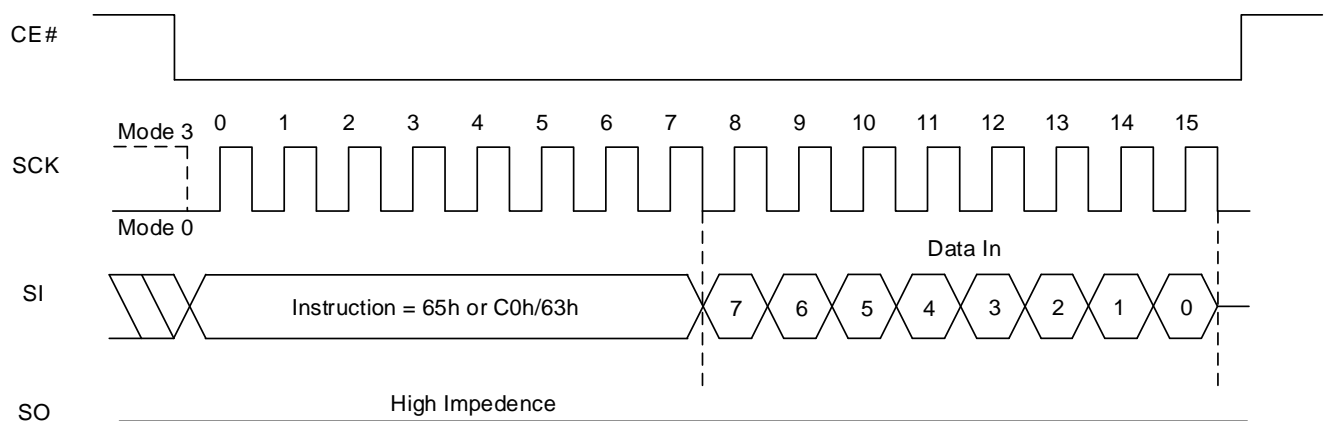 CE#
Mode 3
0 1 2 3 4 5 6 7 8 9 10 11 12 13 14 15
SCK
Mode 0
Data In
SI
Instruction = 65h or C0h/63h
7 6 5 4 3 2 1 0
High Impedence
SO